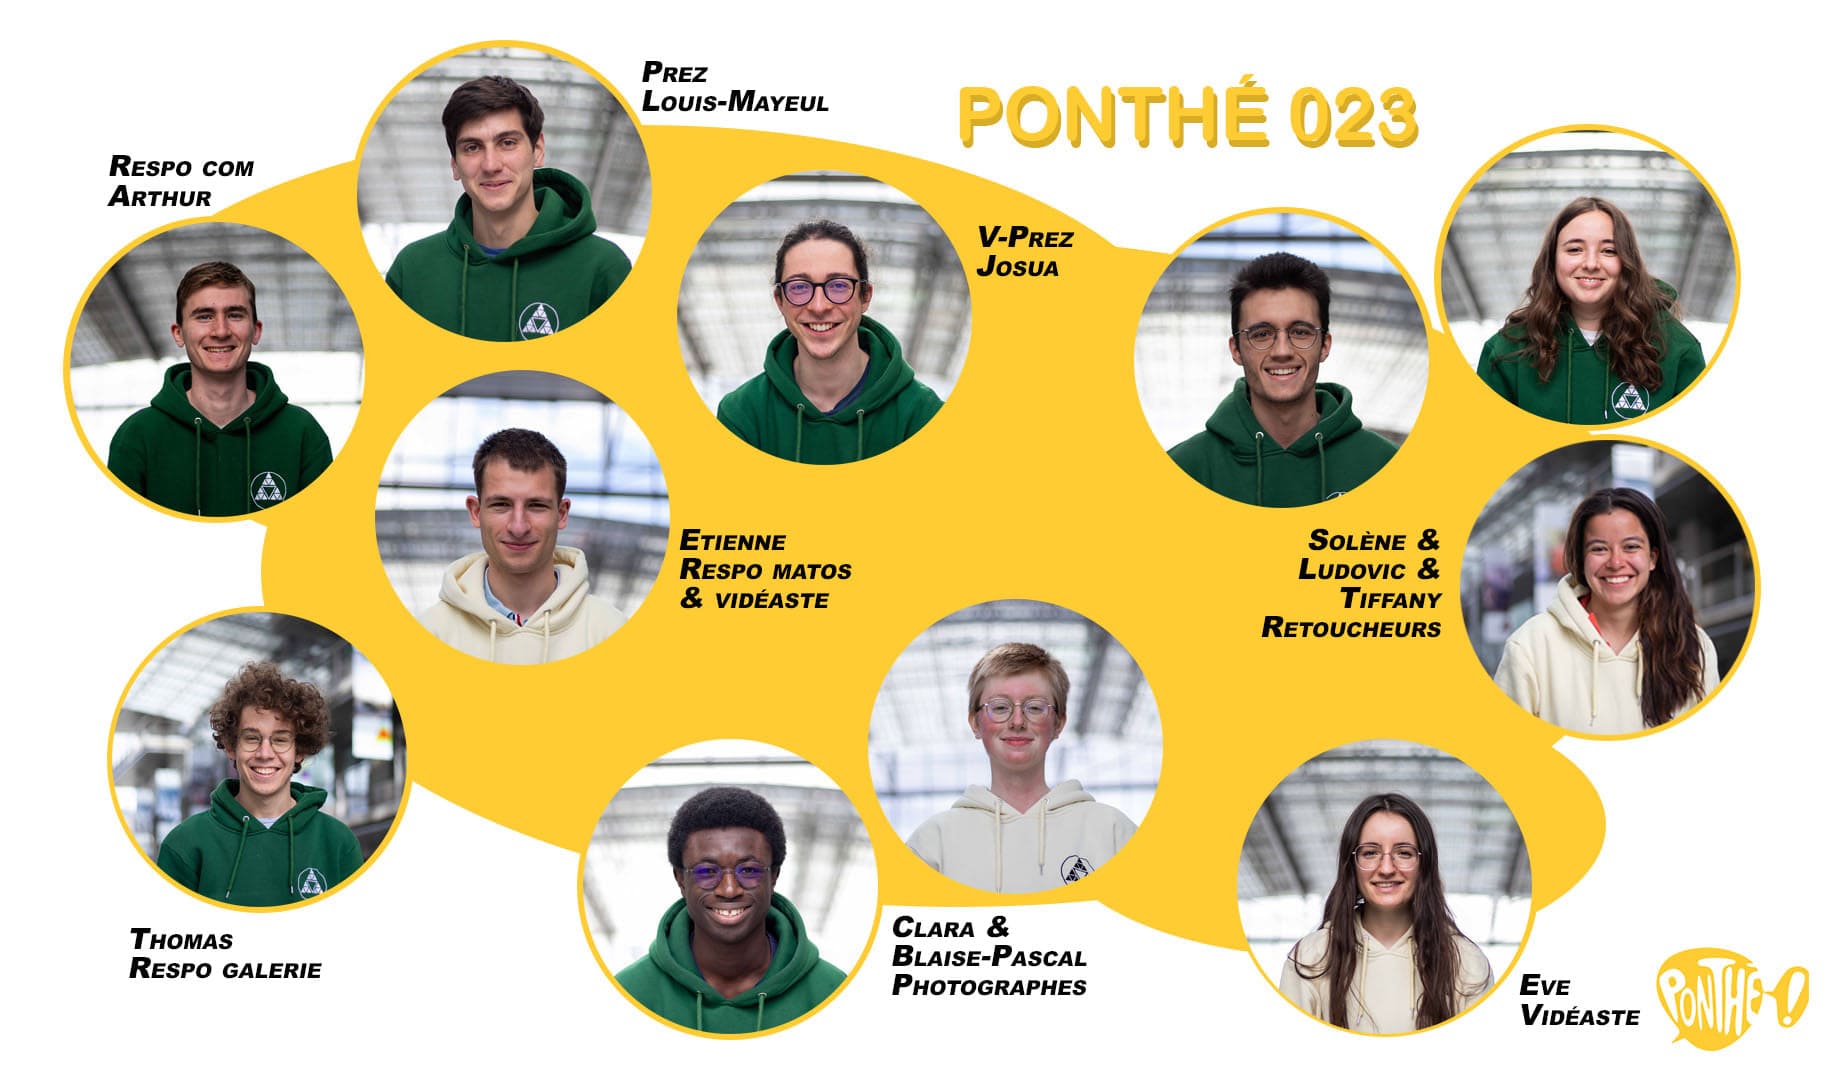 PREZ
LOUIS-MAYEUL
PONTHÉ 023
RESPO COM
ARTHUR
V-PREZ
JOSUA
ETIENNE
RESPO MATOS
& VIDÉASTE
SOLÈNE &
LUDOVIC &
TIFFANY
RETOUCHEURS
THOMAS
RESPO GALERIE
CLARA &
BLAISE-PASCAL
PHOTOGRAPHES
EVE
VIDÉASTE
PONTHÉ-!